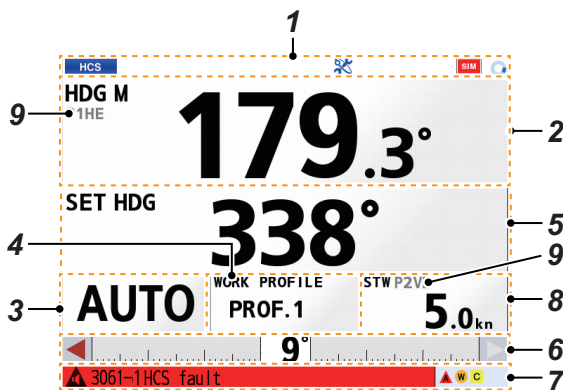 1
HCS SIM
HDG M
1HE
179.3°
9
2
SET HDG
338°
5
4
9
3
AUTO
WORK PROFILE
PROF.1
STW P2V
5.0kn
8
9°
6
3061-1HCS fault
A W C
7